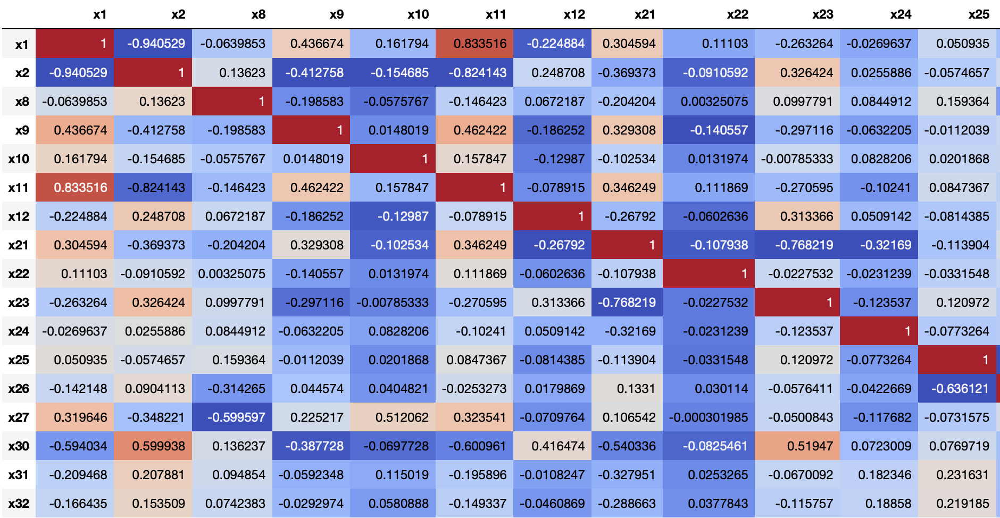 x1 x2 x8 x9 x10 x11 x12 x21 x22 x23 x24 x25
x1 1 -0.940529 -0.0639853 0.436674 0.161794 0.833516 -0.224884 0.304594 0.11103 -0.263264 -0.0269637 0.050935
x2 -0.940529 1 0.13623 -0.412758 -0.154685 -0.824143 0.248708 -0.369373 -0.0910592 0.326424 0.0255886 -0.0574657
x8 -0.0639853 0.13623 1 -0.198583 -0.0575767 -0.146423 0.0672187 -0.204204 0.00325075 0.0997791 0.0844912 0.159364
x9 0.436674 -0.412758 -0.198583 1 0.0148019 0.462422 -0.186252 0.329308 -0.140557 -0.297116 -0.0632205 -0.0112039
x10 0.161794 -0.154685 -0.0575767 0.0148019 1 0.157847 -0.12987 -0.102534 0.0131974 -0.00785333 0.0828206 0.0201868
x11 0.833516 -0.824143 -0.146423 0.462422 0.157847 1 -0.078915 0.346249 0.111869 -0.270595 -0.10241 0.0847367
x12 -0.224884 0.248708 0.0672187 -0.186252 -0.12987 -0.078915 1 -0.26792 -0.0602636 0.313366 0.0509142 -0.0814385
x21 0.304594 -0.369373 -0.204204 0.329308 -0.102534 0.346249 -0.26792 1 -0.107938 -0.768219 -0.32169 -0.113904
x22 0.11103 -0.0910592 0.00325075 -0.140557 0.0131974 0.111869 -0.0602636 -0.107938 1 -0.0227532 -0.0231239 -0.0331548
x23 -0.263264 0.326424 0.0997791 -0.297116 -0.00785333 -0.270595 0.313366 -0.768219 -0.0227532 1 -0.123537 0.120972
x24 -0.0269637 0.0255886 0.0844912 -0.0632205 0.0828206 -0.10241 0.0509142 -0.32169 -0.0231239 -0.123537 1 -0.0773264
x25 0.050935 -0.0574657 0.159364 -0.0112039 0.0201868 0.0847367 -0.0814385 -0.113904 -0.0331548 0.120972 -0.0773264 1
x26 -0.142148 0.0904113 -0.314265 0.044574 0.0404821 -0.0253273 0.0179869 0.1331 0.030114 -0.0576411 -0.0422669 -0.636121
x27 0.319646 -0.348221 -0.599597 0.225217 0.512062 0.323541 -0.0709764 0.106542 -0.000301985 -0.0500843 -0.117682 -0.0731575
x30 -0.594034 0.599938 0.136237 -0.387728 -0.0697728 -0.600961 0.416474 -0.540336 -0.0825461 0.51947 0.0723009 0.0769719
x31 -0.209468 0.207881 0.094854 -0.0592348 0.115019 -0.195896 -0.0108247 -0.327951 0.0253265 -0.0670092 0.182346 0.231631
x32 -0.166435 0.153509 0.0742383 -0.0292974 0.0580888 -0.149337 -0.0460869 -0.288663 0.0377843 -0.115757 0.18858 0.219185